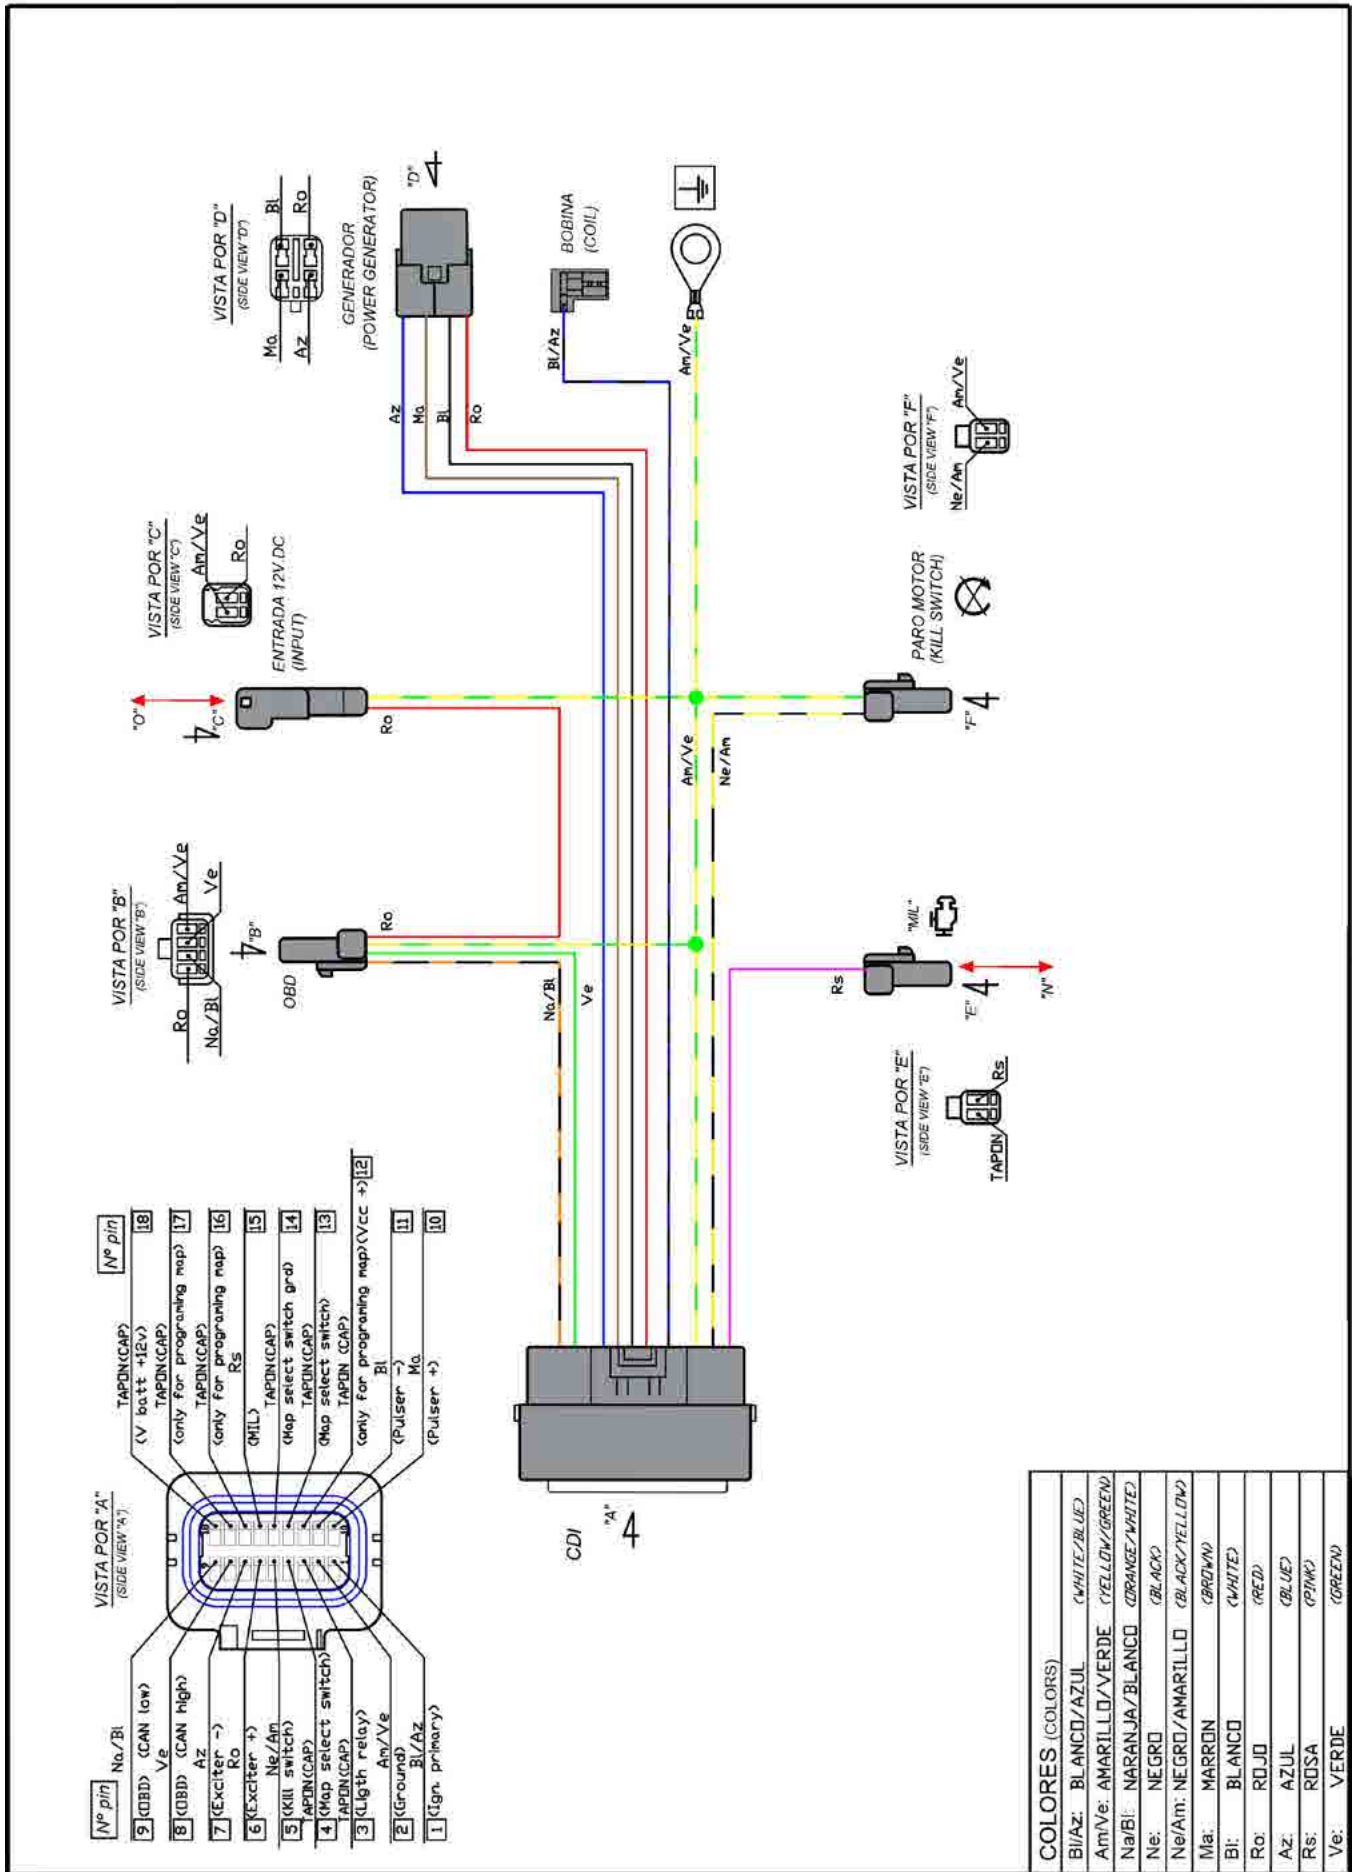 VISTA POR "A"
(SIDE VIEW "A")
Nº pin
Na/Bl
9 (OBD) (CAN low)
Ve
8 (OBD) (CAN high)
Az
7 (Exciter -)
Ro
6 (Exciter +)
Ne/Am
5 (Kill switch)
TAPON(CAP)
4 (Map select switch)
TAPON(CAP)
3 (Ligth relay)
Am/Ve
2 (Ground)
Bl/Az
1 (Ign. primary)
Nº pin
TAPON(CAP)
(V batt +12v) 18
TAPON(CAP)
(only for programing map) 17
TAPON(CAP)
(only for programing map) 16
Rs
(MIL) 15
TAPON(CAP)
(Map select switch grd) 14
TAPON(CAP)
(Map select switch) 13
TAPON (CAP)
(only for programing map)(Vcc +) 12
Bl
(Pulser -) 11
Ma
(Pulser +) 10
VISTA POR "B"
(SIDE VIEW "B")
Ro
Am/Ve
Na/Bl
Ve
"B"
OBD
Ro
Na/Bl
Ve
VISTA POR "C"
(SIDE VIEW "C")
Am/Ve
Ro
"O"
"C"
ENTRADA 12V.DC
(INPUT)
Ro
VISTA POR "D"
(SIDE VIEW "D")
Ma
Bl
Az
Ro
GENERADOR
(POWER GENERATOR)
"D"
Az
Ma
Bl
Ro
BOBINA
(COIL)
Bl/Az
Am/Ve
CDI
"A"
Am/Ve
Ne/Am
Rs
"MIL"
"E"
"N"
VISTA POR "E"
(SIDE VIEW "E")
TAPON
Rs
PARO MOTOR
(KILL SWITCH)
"F"
VISTA POR "F"
(SIDE VIEW "F")
Ne/Am
Am/Ve
COLORES (COLORS)
Bl/Az: BLANCO/AZUL (WHITE/BLUE)
Am/Ve: AMARILLO/VERDE (YELLOW/GREEN)
Na/Bl: NARANJA/BLANCO (ORANGE/WHITE)
Ne: NEGRO (BLACK)
Ne/Am: NEGRO/AMARILLO (BLACK/YELLOW)
Ma: MARRON (BROWN)
Bl: BLANCO (WHITE)
Ro: ROJO (RED)
Az: AZUL (BLUE)
Rs: ROSA (PINK)
Ve: VERDE (GREEN)